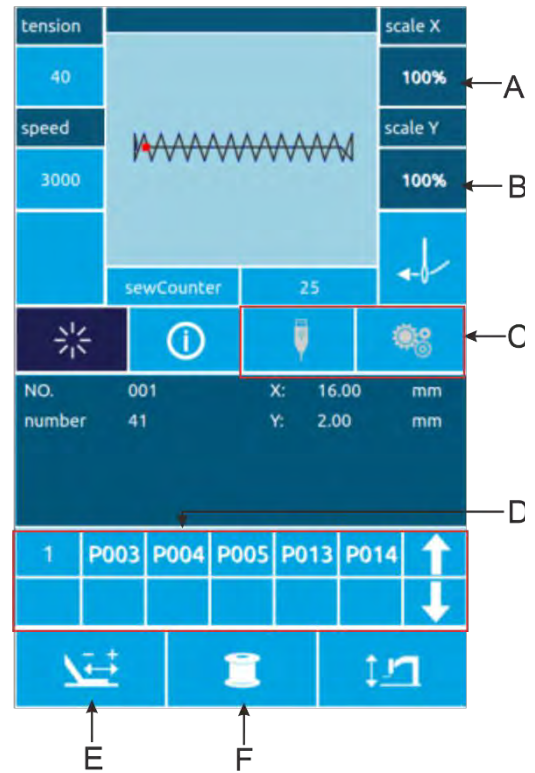 tension
scale X
40
100%
A
speed
scale Y
3000
100%
B
sewCounter 25
C
NO. 001 X: 16.00 mm
number 41 Y: 2.00 mm
D
1 P003 P004 P005 P013 P014
E F